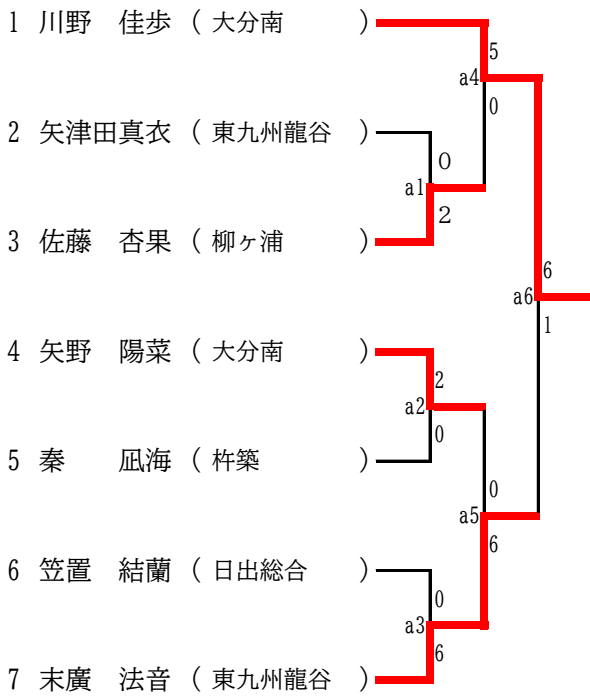 1 川野　佳歩 （ 大分南　　　）
5
a4
0
2 矢津田真衣 （ 東九州龍谷　）
0
a1
2
3 佐藤　杏果 （ 柳ヶ浦　　　）
6
a6
1
4 矢野　陽菜 （ 大分南　　　）
2
a2
0
5 秦　　凪海 （ 杵築　　　　）
0
a5
6
6 笠置　結蘭 （ 日出総合　　）
0
a3
6
7 末廣　法音 （ 東九州龍谷　）